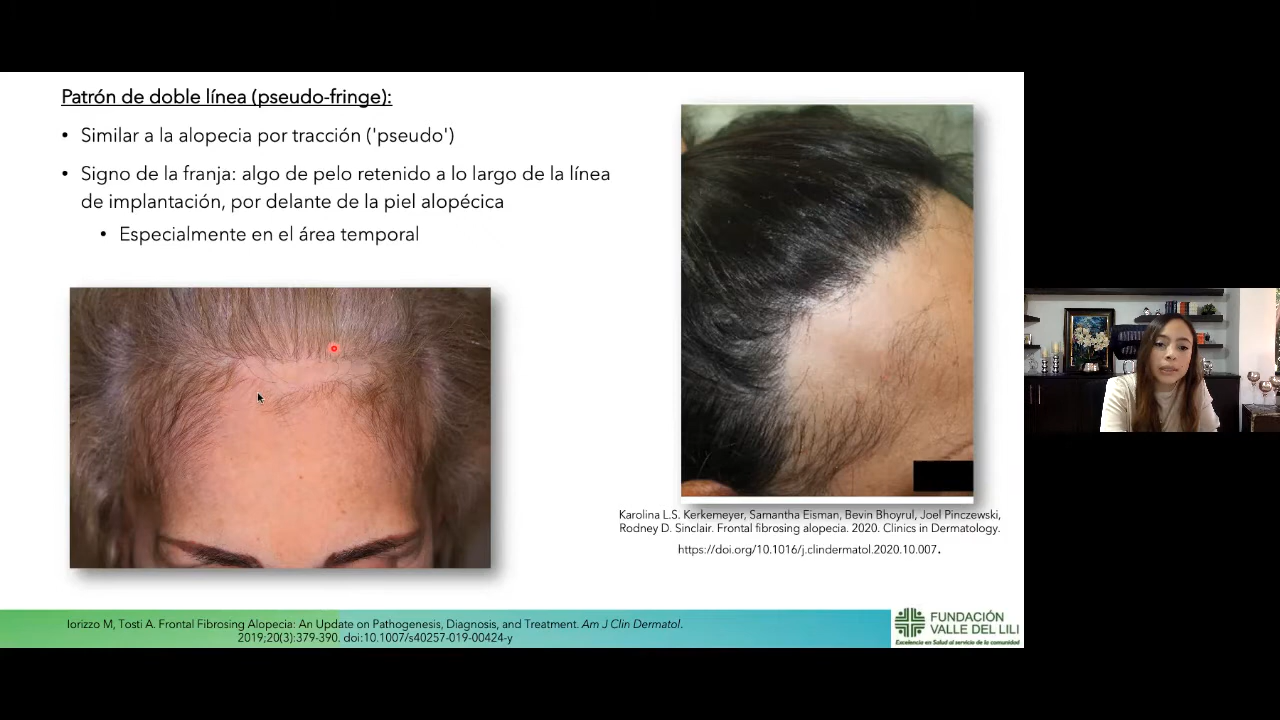 Patrón de doble línea (pseudo-fringe):
• Similar a la alopecia por tracción ('pseudo')
• Signo de la franja: algo de pelo retenido a lo largo de la línea
de implantación, por delante de la piel alopécica
• Especialmente en el área temporal
Karolina L.S. Kerkemeyer, Samantha Eisman, Bevin Bhoyrul, Joel Pinczewski,
Rodney D. Sinclair. Frontal fibrosing alopecia. 2020. Clinics in Dermatology.
https://doi.org/10.1016/j.clindermatol.2020.10.007.
Iorizzo M, Tosti A. Frontal Fibrosing Alopecia: An Update on Pathogenesis, Diagnosis, and Treatment. Am J Clin Dermatol.
2019;20(3):379-390. doi:10.1007/s40257-019-00424-y
FUNDACIÓN
VALLE DEL LILI
Excelencia en Salud al servicio de la comunidad